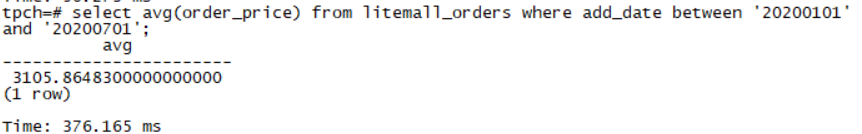 tpch=# select avg(order_price) from litemall_orders where add_date between '20200101'
and '20200701';
avg
-----------------------
3105.8648300000000000
(1 row)
Time: 376.165 ms